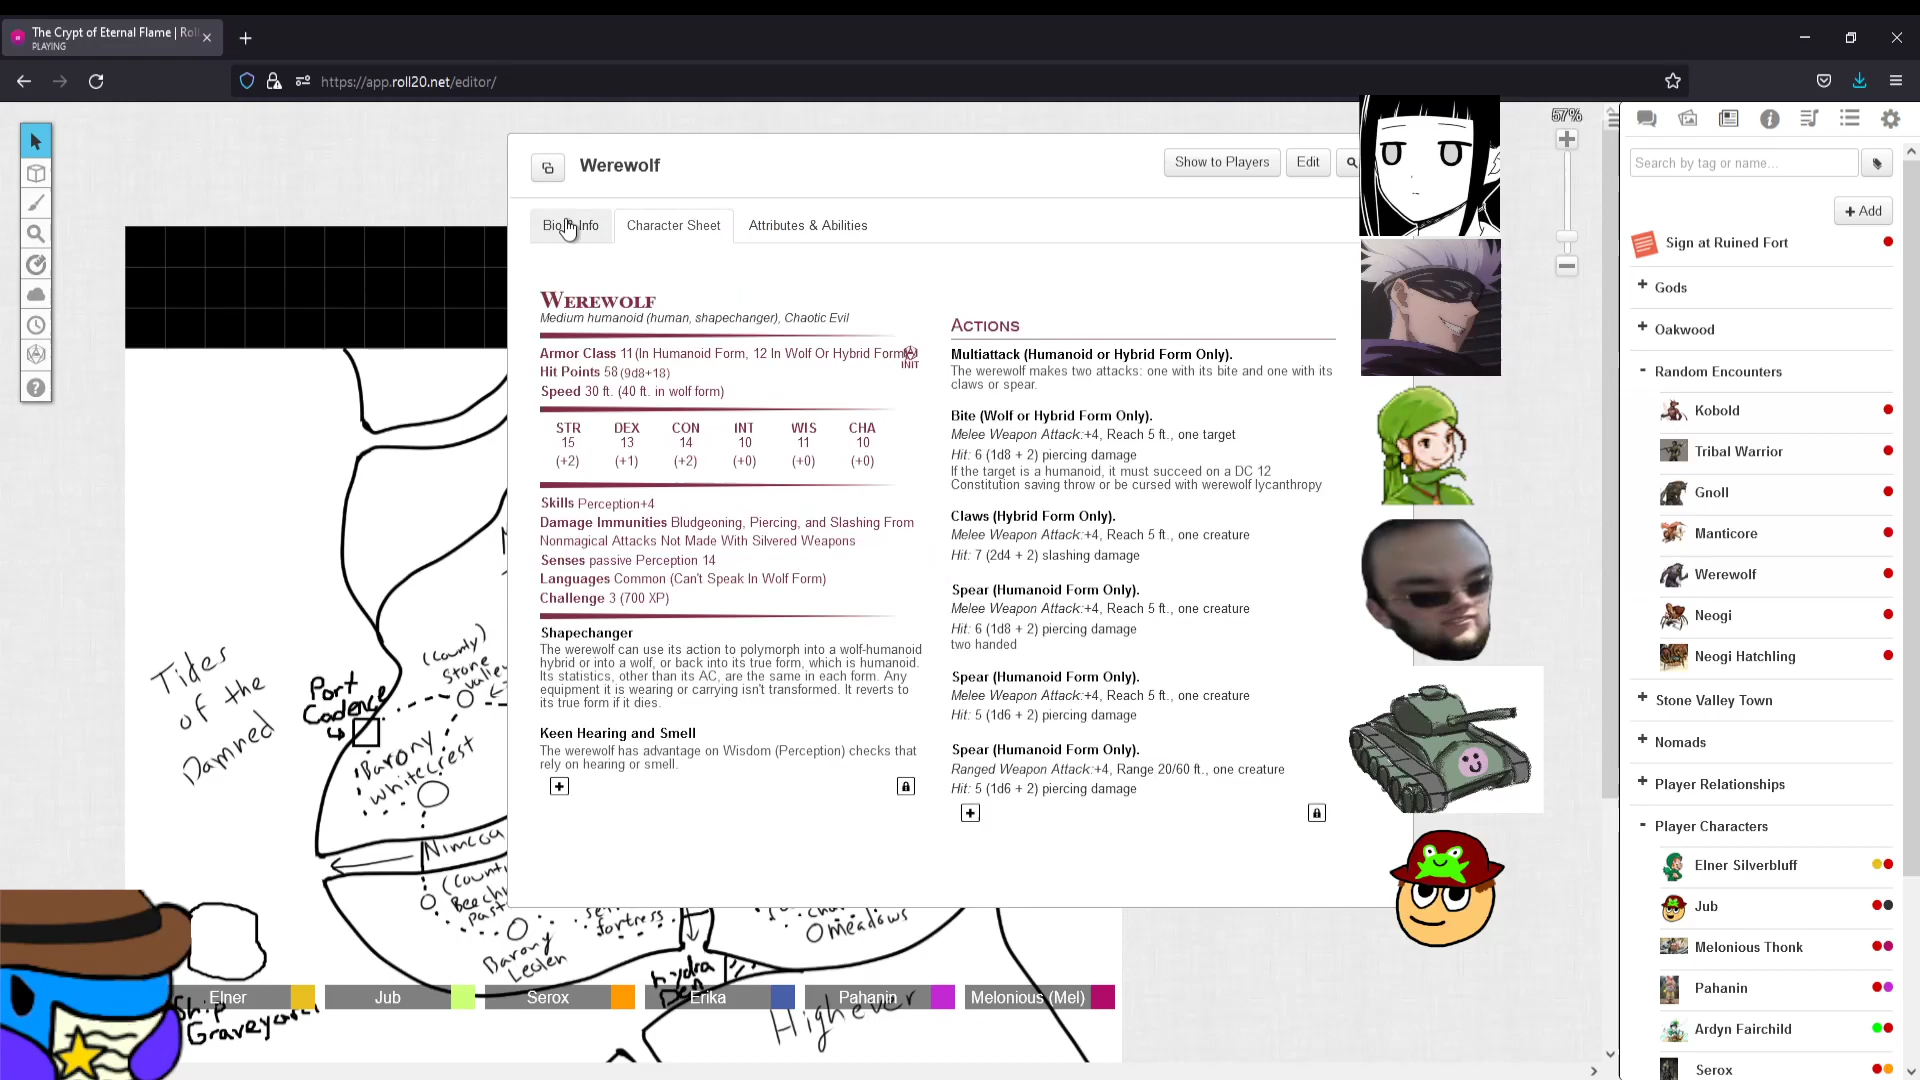 The Crypt of Eternal Flame | Roll
PLAYING
https://app.roll20.net/editor/
57%
Werewolf
Show to Players
Edit
Bio & Info
Character Sheet
Attributes & Abilities
WEREWOLF
Medium humanoid (human, shapechanger), Chaotic Evil
Armor Class 11 (In Humanoid Form, 12 In Wolf Or Hybrid Form)
INIT
Hit Points 58 (9d8+18)
Speed 30 ft. (40 ft. in wolf form)
STR DEX CON INT WIS CHA
15 13 14 10 11 10
(+2) (+1) (+2) (+0) (+0) (+0)
Skills Perception+4
Damage Immunities Bludgeoning, Piercing, and Slashing From
Nonmagical Attacks Not Made With Silvered Weapons
Senses passive Perception 14
Languages Common (Can't Speak In Wolf Form)
Challenge 3 (700 XP)
Shapechanger
The werewolf can use its action to polymorph into a wolf-humanoid
hybrid or into a wolf, or back into its true form, which is humanoid.
Its statistics, other than its AC, are the same in each form. Any
equipment it is wearing or carrying isn't transformed. It reverts to
its true form if it dies.
Keen Hearing and Smell
The werewolf has advantage on Wisdom (Perception) checks that
rely on hearing or smell.
ACTIONS
Multiattack (Humanoid or Hybrid Form Only).
The werewolf makes two attacks: one with its bite and one with its
claws or spear.
Bite (Wolf or Hybrid Form Only).
Melee Weapon Attack:+4, Reach 5 ft., one target
Hit: 6 (1d8 + 2) piercing damage
If the target is a humanoid, it must succeed on a DC 12
Constitution saving throw or be cursed with werewolf lycanthropy
Claws (Hybrid Form Only).
Melee Weapon Attack:+4, Reach 5 ft., one creature
Hit: 7 (2d4 + 2) slashing damage
Spear (Humanoid Form Only).
Melee Weapon Attack:+4, Reach 5 ft., one creature
Hit: 6 (1d8 + 2) piercing damage
two handed
Spear (Humanoid Form Only).
Melee Weapon Attack:+4, Reach 5 ft., one creature
Hit: 5 (1d6 + 2) piercing damage
Spear (Humanoid Form Only).
Ranged Weapon Attack:+4, Range 20/60 ft., one creature
Hit: 5 (1d6 + 2) piercing damage
Tides
of the
Damned
Port
Cadence
(County)
Stone
Valley
Barony
Whitecrest
(County
Barony
Leolen
fortress
meadows
hydra
Den
Highever
Ship
Graveyard
Elner
Jub
Serox
Erika
Pahanin
Melonious (Mel)
Search by tag or name...
Add
Sign at Ruined Fort
Gods
Oakwood
Random Encounters
Kobold
Tribal Warrior
Gnoll
Manticore
Werewolf
Neogi
Neogi Hatchling
Stone Valley Town
Nomads
Player Relationships
Player Characters
Elner Silverbluff
Jub
Melonious Thonk
Pahanin
Ardyn Fairchild
Serox